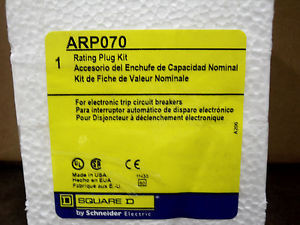 ARP070
1 Rating Plug Kit
Accesorio del Enchufe de Capacidad Nominal
Kit de Fiche de Valeur Nominale
For electronic trip circuit breakers
Para interruptor automático de disparo electrónico
Pour Disjoncteur à déclenchement électronique
Made in USA
Hecho en EUA
Fabriqué aux É.-U.
SQUARE D
by Schneider Electric